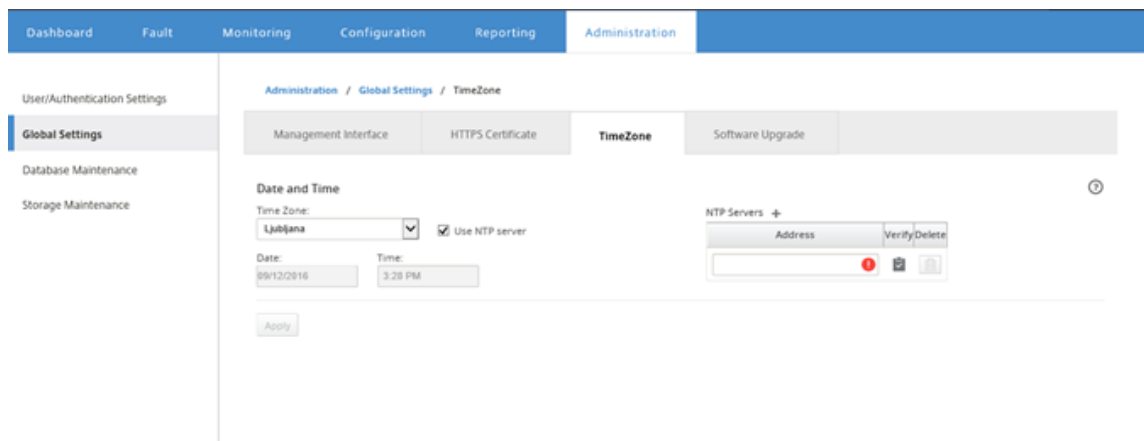 Dashboard Fault Monitoring Configuration Reporting Administration
User/Authentication Settings
Global Settings
Database Maintenance
Storage Maintenance
Administration / Global Settings / TimeZone
Management Interface HTTPS Certificate TimeZone Software Upgrade
Date and Time
Time Zone:
Ljubljana
Use NTP server
Date: Time:
09/12/2016 3:28 PM
NTP Servers +
Address Verify Delete
Apply